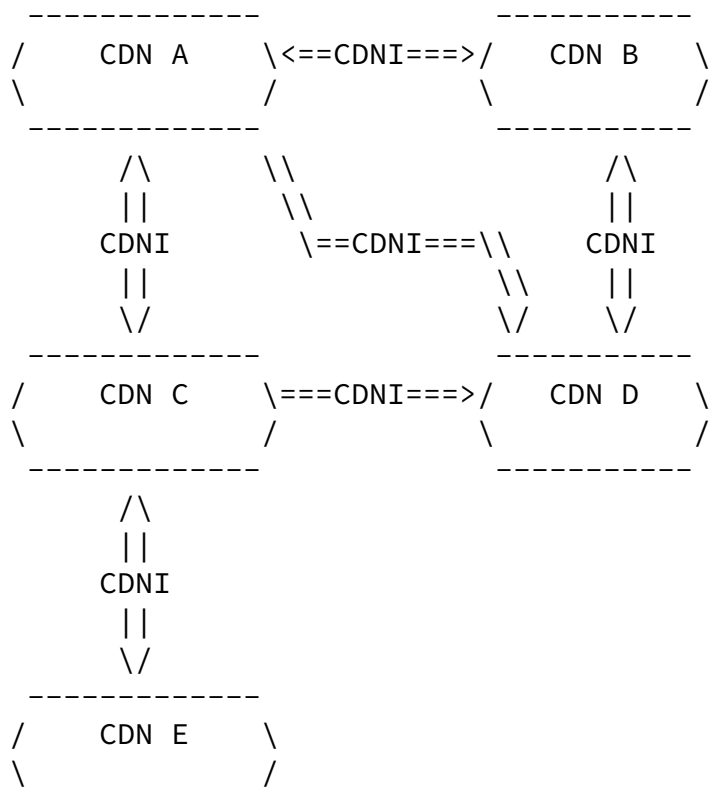 -------------              -----------
/    CDN A    \<==CDNI===>/   CDN B   \
\             /           \           /
 -------------              -----------
      /\      \\                  /\
      ||       \\                 ||
     CDNI       \==CDNI===\\     CDNI
      ||                   \\     ||
      \/                   \/     \/
 -------------              -----------
/    CDN C    \===CDNI===>/   CDN D   \
\             /           \           /
 -------------              -----------
      /\
      ||
     CDNI
      ||
      \/
 -------------
/    CDN E    \
\             /